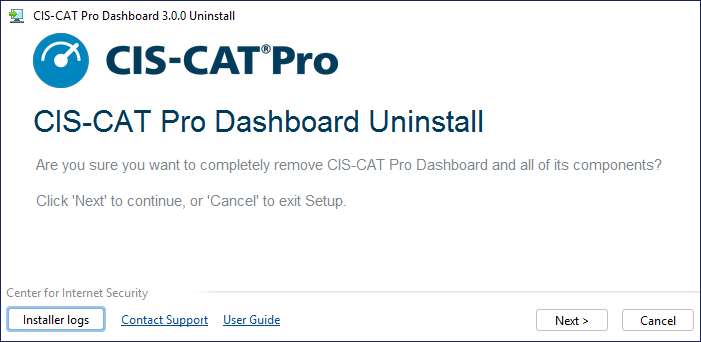 CIS-CAT Pro Dashboard 3.0.0 Uninstall
CIS-CAT®Pro
CIS-CAT Pro Dashboard Uninstall
Are you sure you want to completely remove CIS-CAT Pro Dashboard and all of its components?
Click 'Next' to continue, or 'Cancel' to exit Setup.
Center for Internet Security
Installer logs Contact Support User Guide Next > Cancel